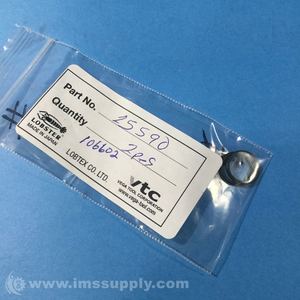 Part No. 25590
Quantity 2pcs
106602
LOBSTER
MADE IN JAPAN
LOBTEX CO. LTD.
vtc
VEGA TOOL CORPORATION
www.vega-tool.com
© www.imssupply.com